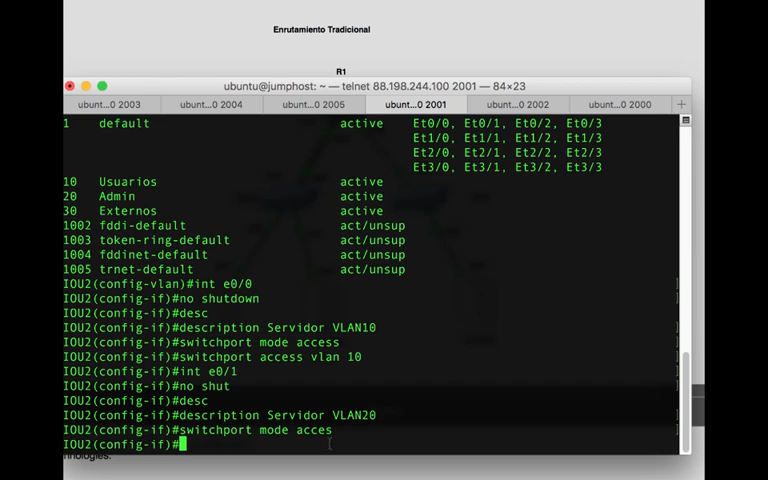 Enrutamiento Tradicional
R1
ubuntu@jumphost: ~ — telnet 88.198.244.100 2001 — 84×23
ubunt...0 2003 ubunt...0 2004 ubunt...0 2005 ubunt...0 2001 ubunt...0 2002 ubunt...0 2000 +
1 default active Et0/0, Et0/1, Et0/2, Et0/3
Et1/0, Et1/1, Et1/2, Et1/3
Et2/0, Et2/1, Et2/2, Et2/3
Et3/0, Et3/1, Et3/2, Et3/3
10 Usuarios active
20 Admin active
30 Externos active
1002 fddi-default act/unsup
1003 token-ring-default act/unsup
1004 fddinet-default act/unsup
1005 trnet-default act/unsup
IOU2(config-vlan)#int e0/0
IOU2(config-if)#no shutdown
IOU2(config-if)#desc
IOU2(config-if)#description Servidor VLAN10
IOU2(config-if)#switchport mode access
IOU2(config-if)#switchport access vlan 10
IOU2(config-if)#int e0/1
IOU2(config-if)#no shut
IOU2(config-if)#desc
IOU2(config-if)#description Servidor VLAN20
IOU2(config-if)#switchport mode acces
IOU2(config-if)#